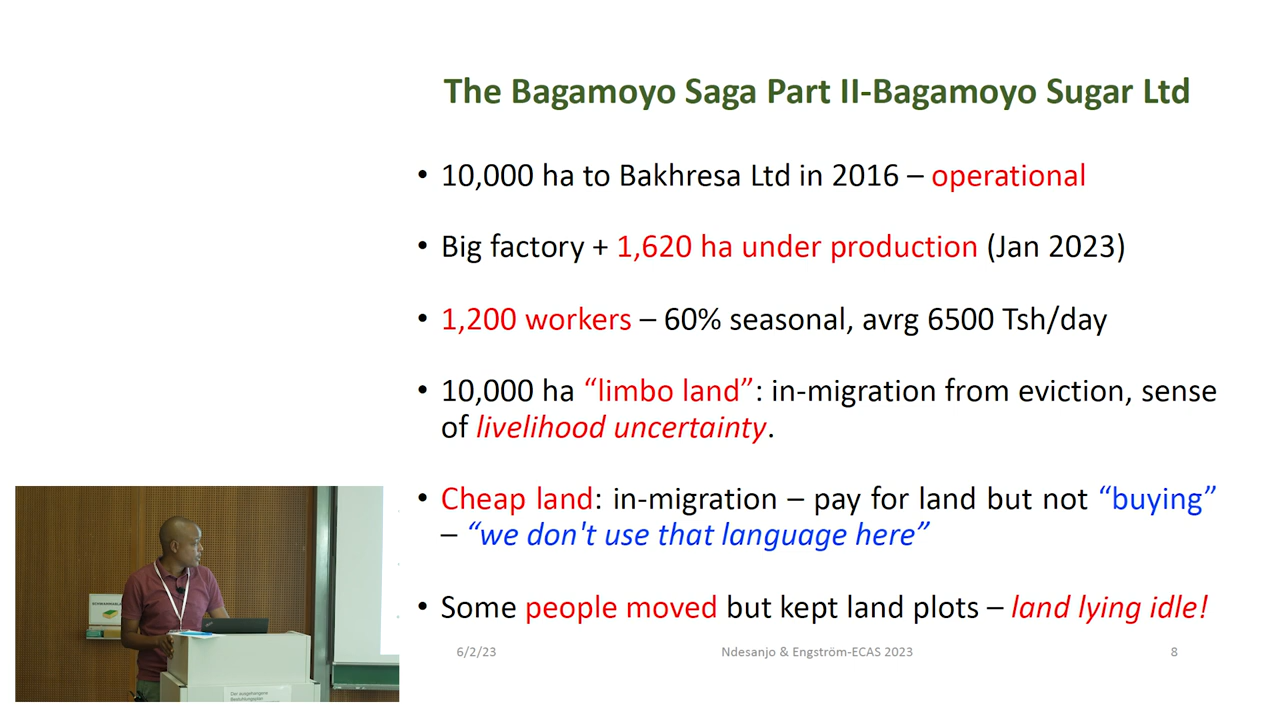 The Bagamoyo Saga Part II-Bagamoyo Sugar Ltd
• 10,000 ha to Bakhresa Ltd in 2016 – operational
• Big factory + 1,620 ha under production (Jan 2023)
• 1,200 workers – 60% seasonal, avrg 6500 Tsh/day
• 10,000 ha “limbo land”: in-migration from eviction, sense
of livelihood uncertainty.
• Cheap land: in-migration – pay for land but not “buying”
– “we don't use that language here”
• Some people moved but kept land plots – land lying idle!
6/2/23 Ndesanjo & Engström-ECAS 2023 8
Der ausgehangene
Bestuhlungsplan